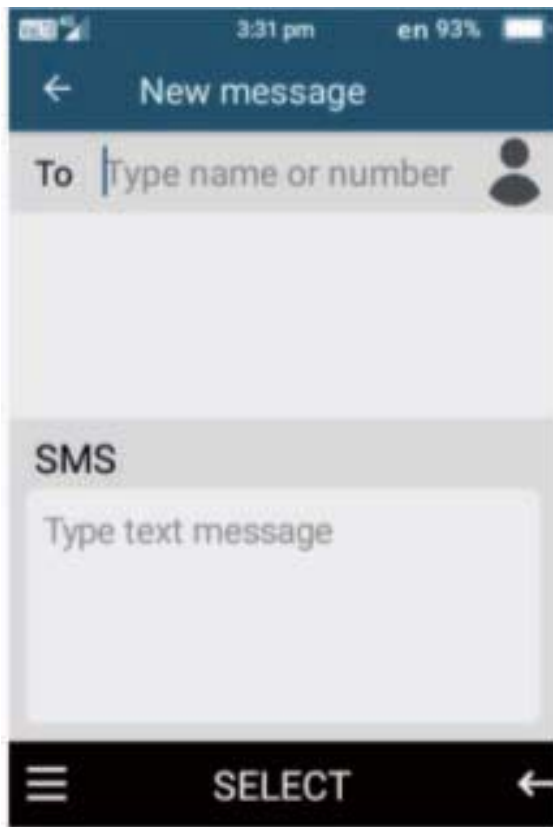 3:31 pm en 93%
New message
To Type name or number
SMS
Type text message
SELECT